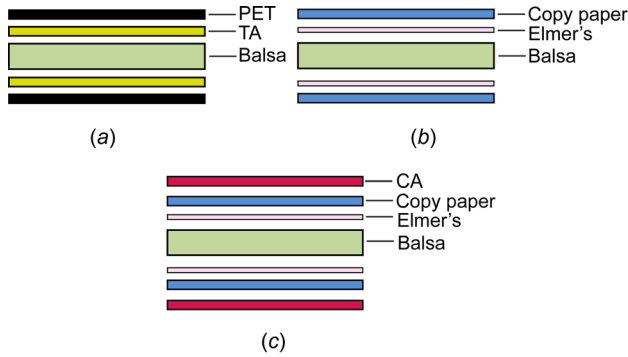 PET
TA
Balsa
(a)
Copy paper
Elmer's
Balsa
(b)
CA
Copy paper
Elmer's
Balsa
(c)